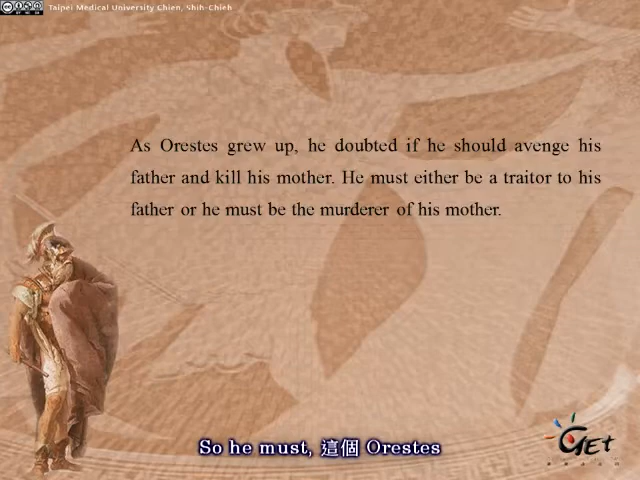 Taipei Medical University Chien, Shih-Chieh
As Orestes grew up, he doubted if he should avenge his
father and kill his mother. He must either be a traitor to his
father or he must be the murderer of his mother.
So he must, 這個 Orestes
GET